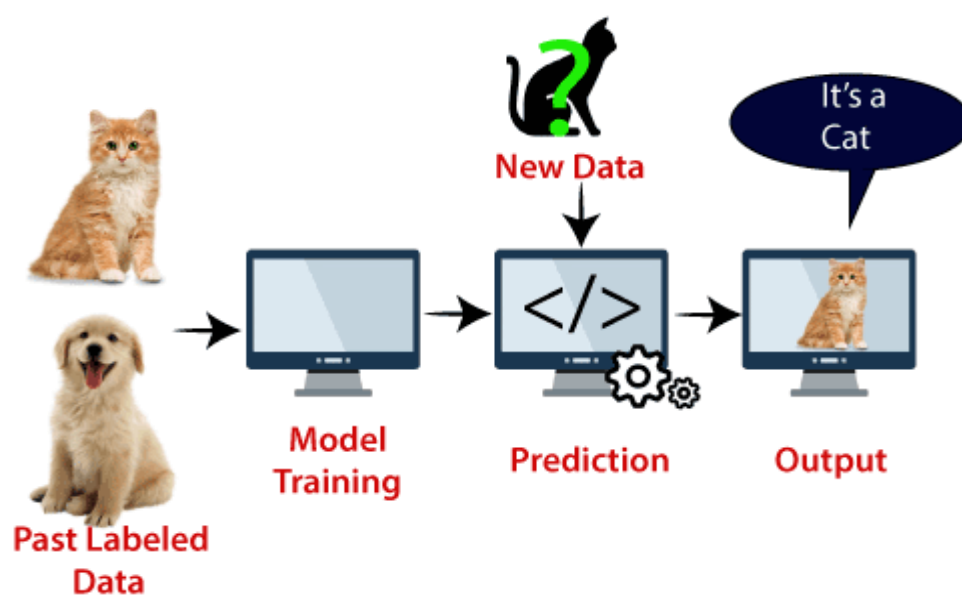 New Data
It's a
Cat
</>
?
Model
Training
Prediction
Output
Past Labeled
Data